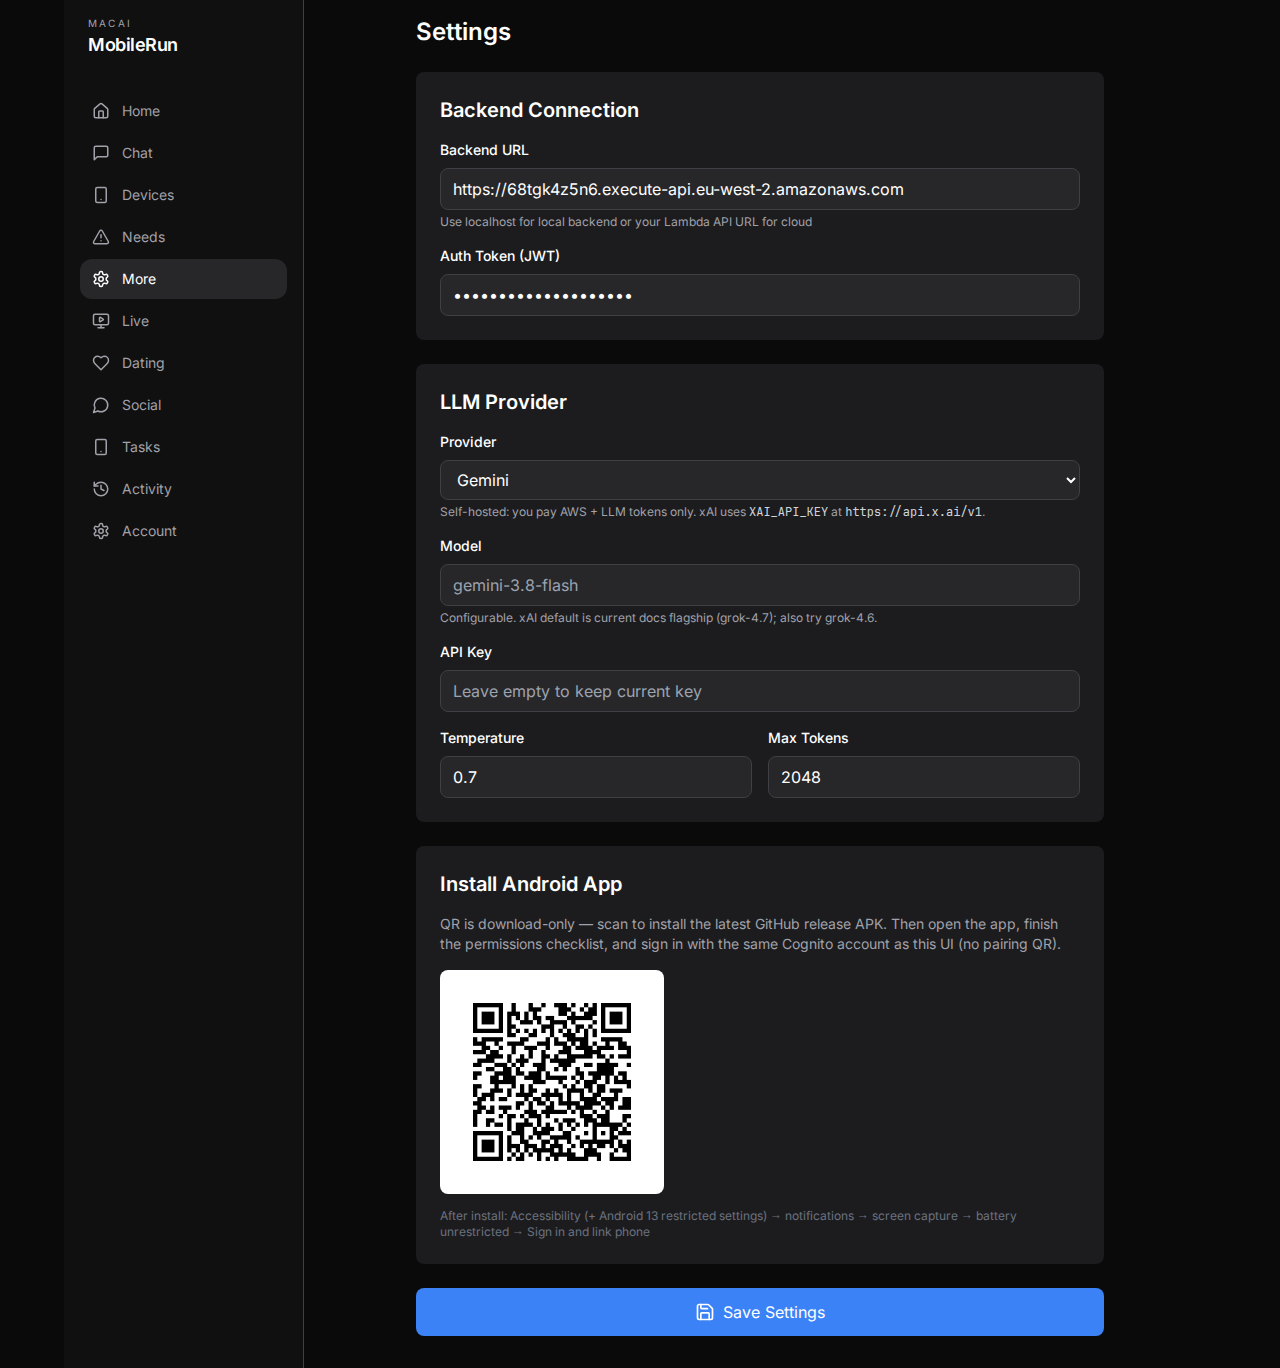 MACAI
MobileRun
Home
Chat
Devices
Needs
More
Live
Dating
Social
Tasks
Activity
Account
Settings
Backend Connection
Backend URL
https://68tgk4z5n6.execute-api.eu-west-2.amazonaws.com
Use localhost for local backend or your Lambda API URL for cloud
Auth Token (JWT)
••••••••••••••••••••
LLM Provider
Provider
Gemini
Self-hosted: you pay AWS + LLM tokens only. xAI uses XAI_API_KEY at https://api.x.ai/v1.
Model
gemini-3.8-flash
Configurable. xAI default is current docs flagship (grok-4.7); also try grok-4.6.
API Key
Leave empty to keep current key
Temperature
Max Tokens
0.7
2048
Install Android App
QR is download-only — scan to install the latest GitHub release APK. Then open the app, finish
the permissions checklist, and sign in with the same Cognito account as this UI (no pairing QR).
After install: Accessibility (+ Android 13 restricted settings) → notifications → screen capture → battery
unrestricted → Sign in and link phone
Save Settings